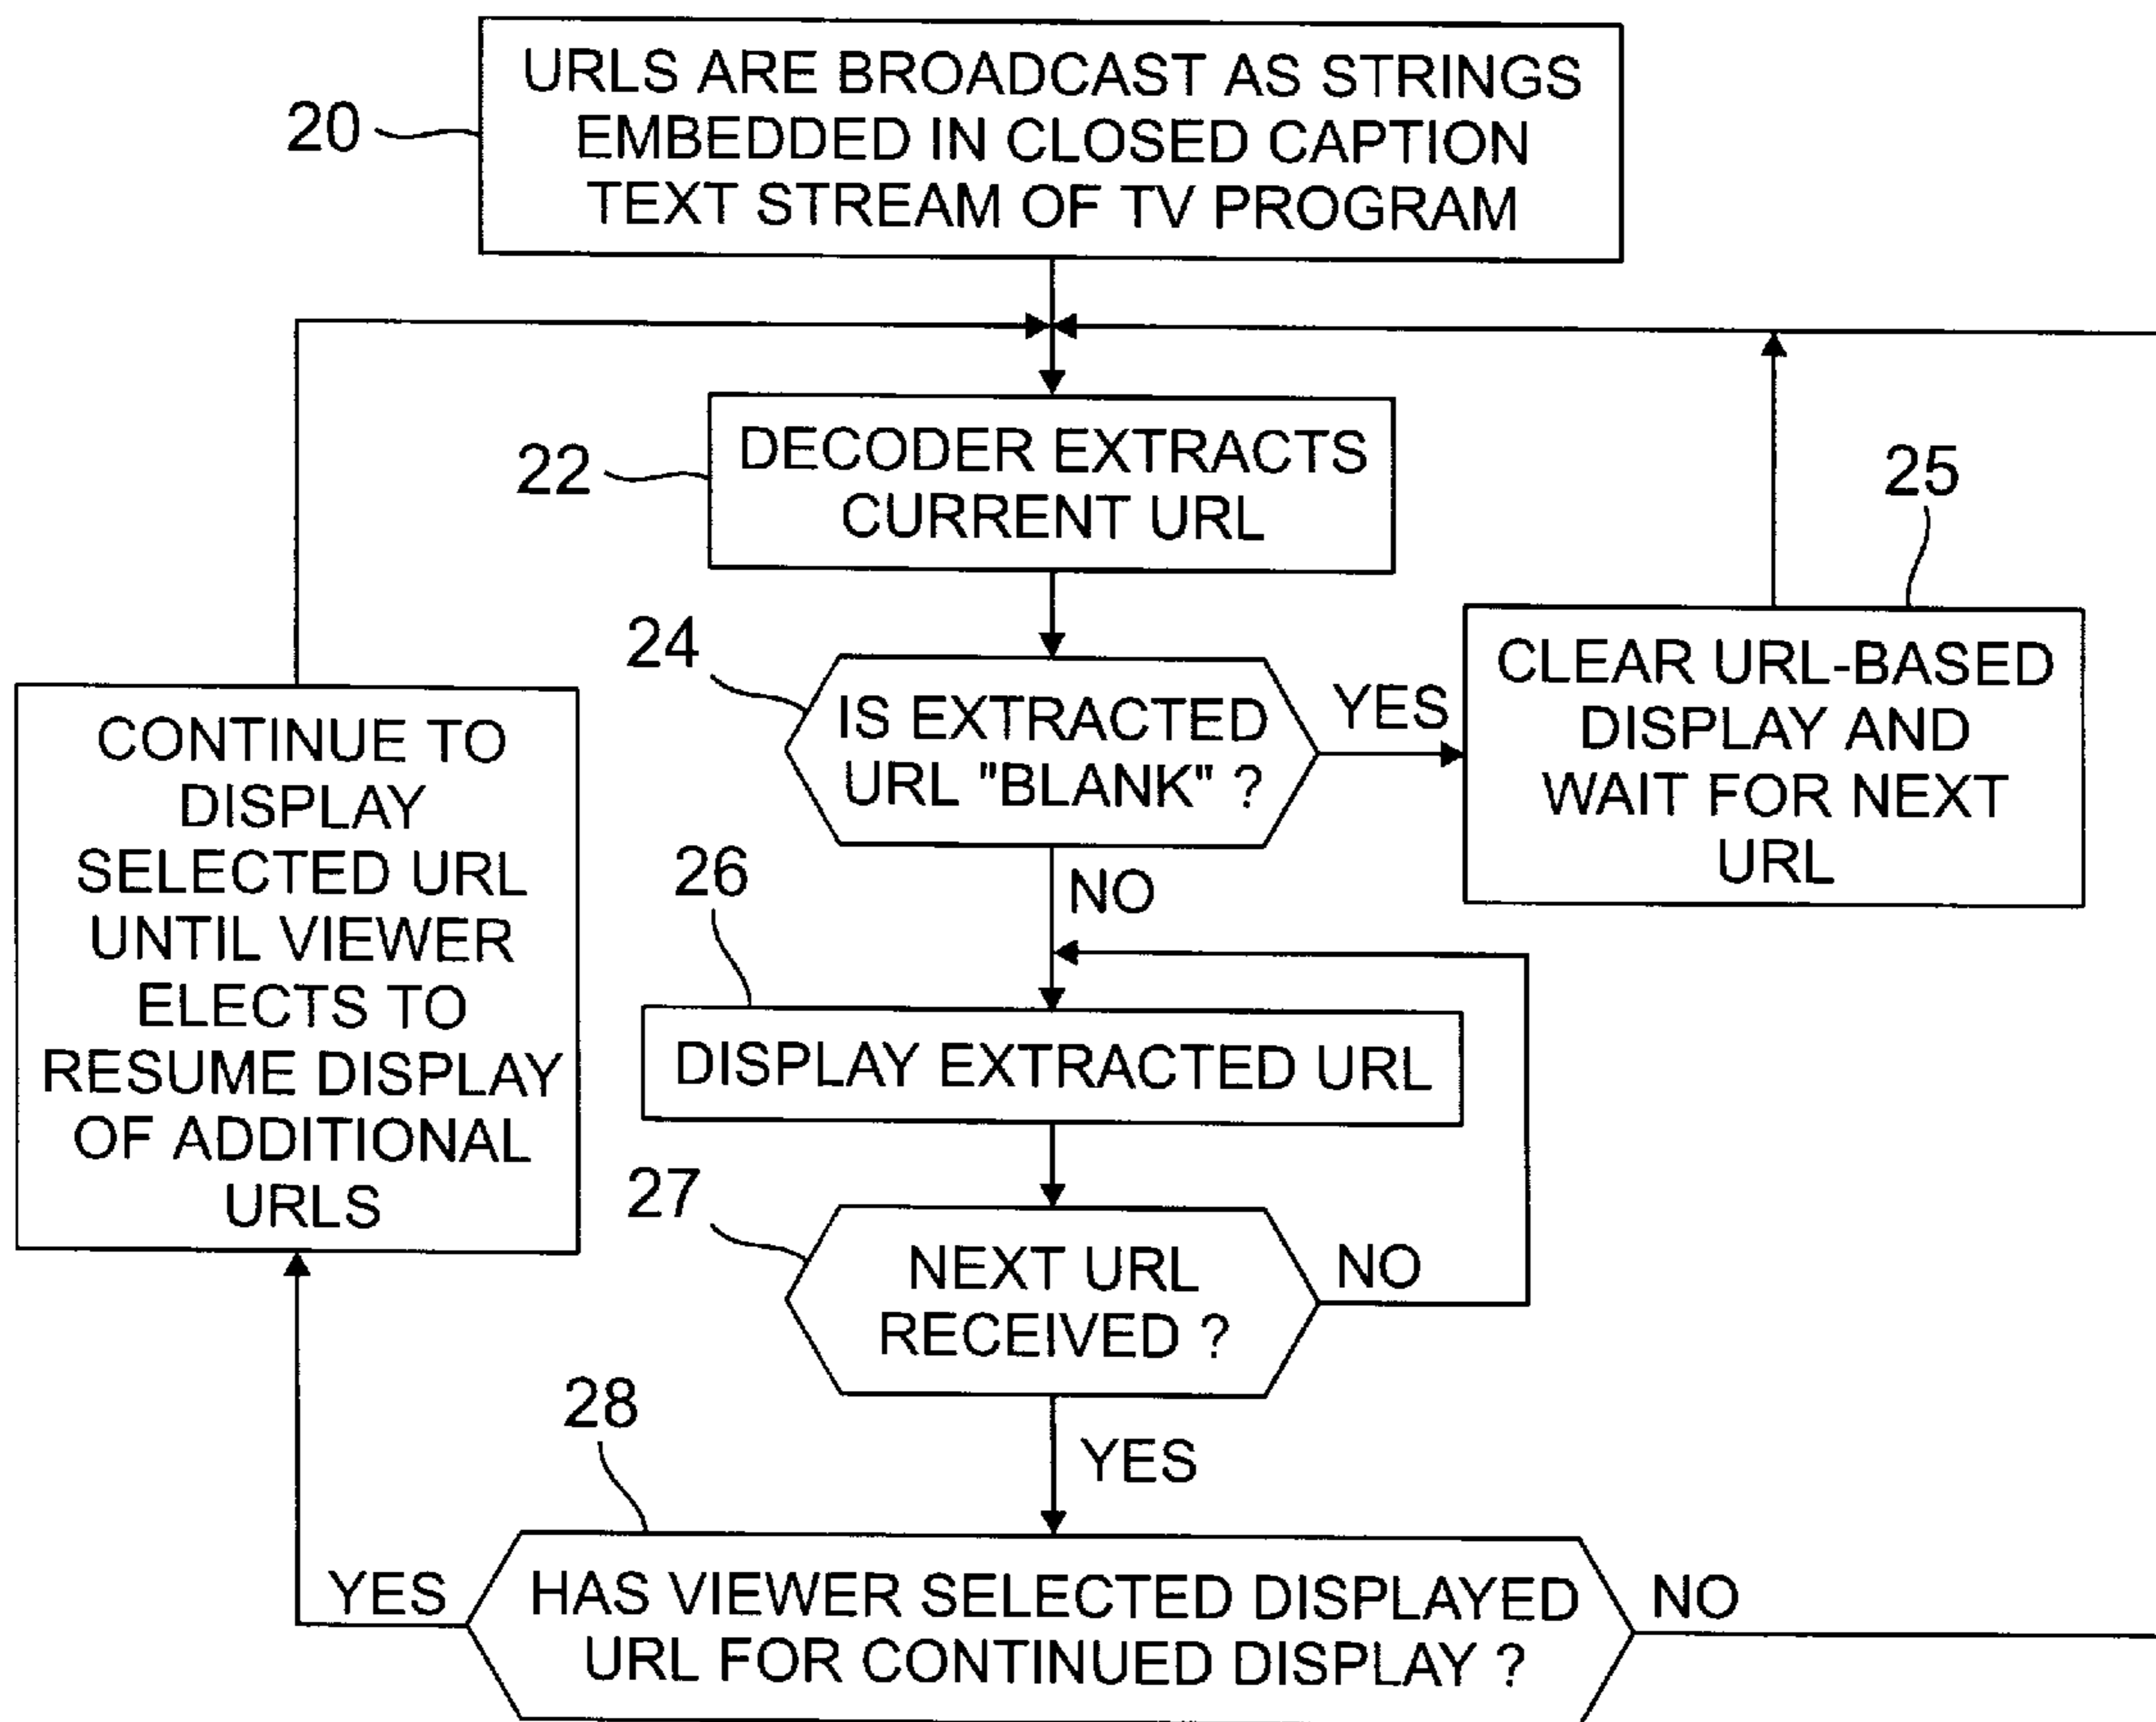 URLS ARE BROADCAST AS STRINGS
EMBEDDED IN CLOSED CAPTION
TEXT STREAM OF TV PROGRAM
20
DECODER EXTRACTS
CURRENT URL
22
25
24
IS EXTRACTED
URL "BLANK" ?
YES
CLEAR URL-BASED
DISPLAY AND
WAIT FOR NEXT
URL
CONTINUE TO
DISPLAY
SELECTED URL
UNTIL VIEWER
ELECTS TO
RESUME DISPLAY
OF ADDITIONAL
URLS
NO
26
DISPLAY EXTRACTED URL
27
NEXT URL
RECEIVED ?
NO
YES
28
HAS VIEWER SELECTED DISPLAYED
URL FOR CONTINUED DISPLAY ?
YES
NO